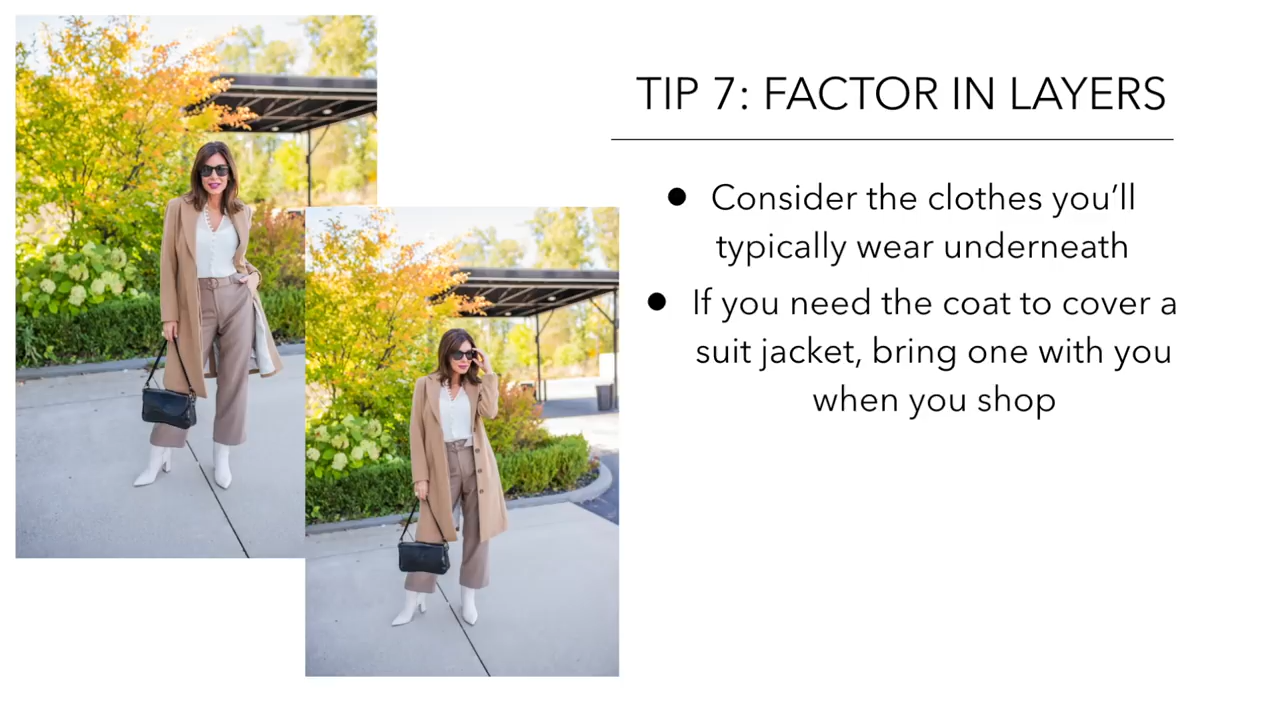 TIP 7: FACTOR IN LAYERS
● Consider the clothes you’ll
typically wear underneath
● If you need the coat to cover a
suit jacket, bring one with you
when you shop